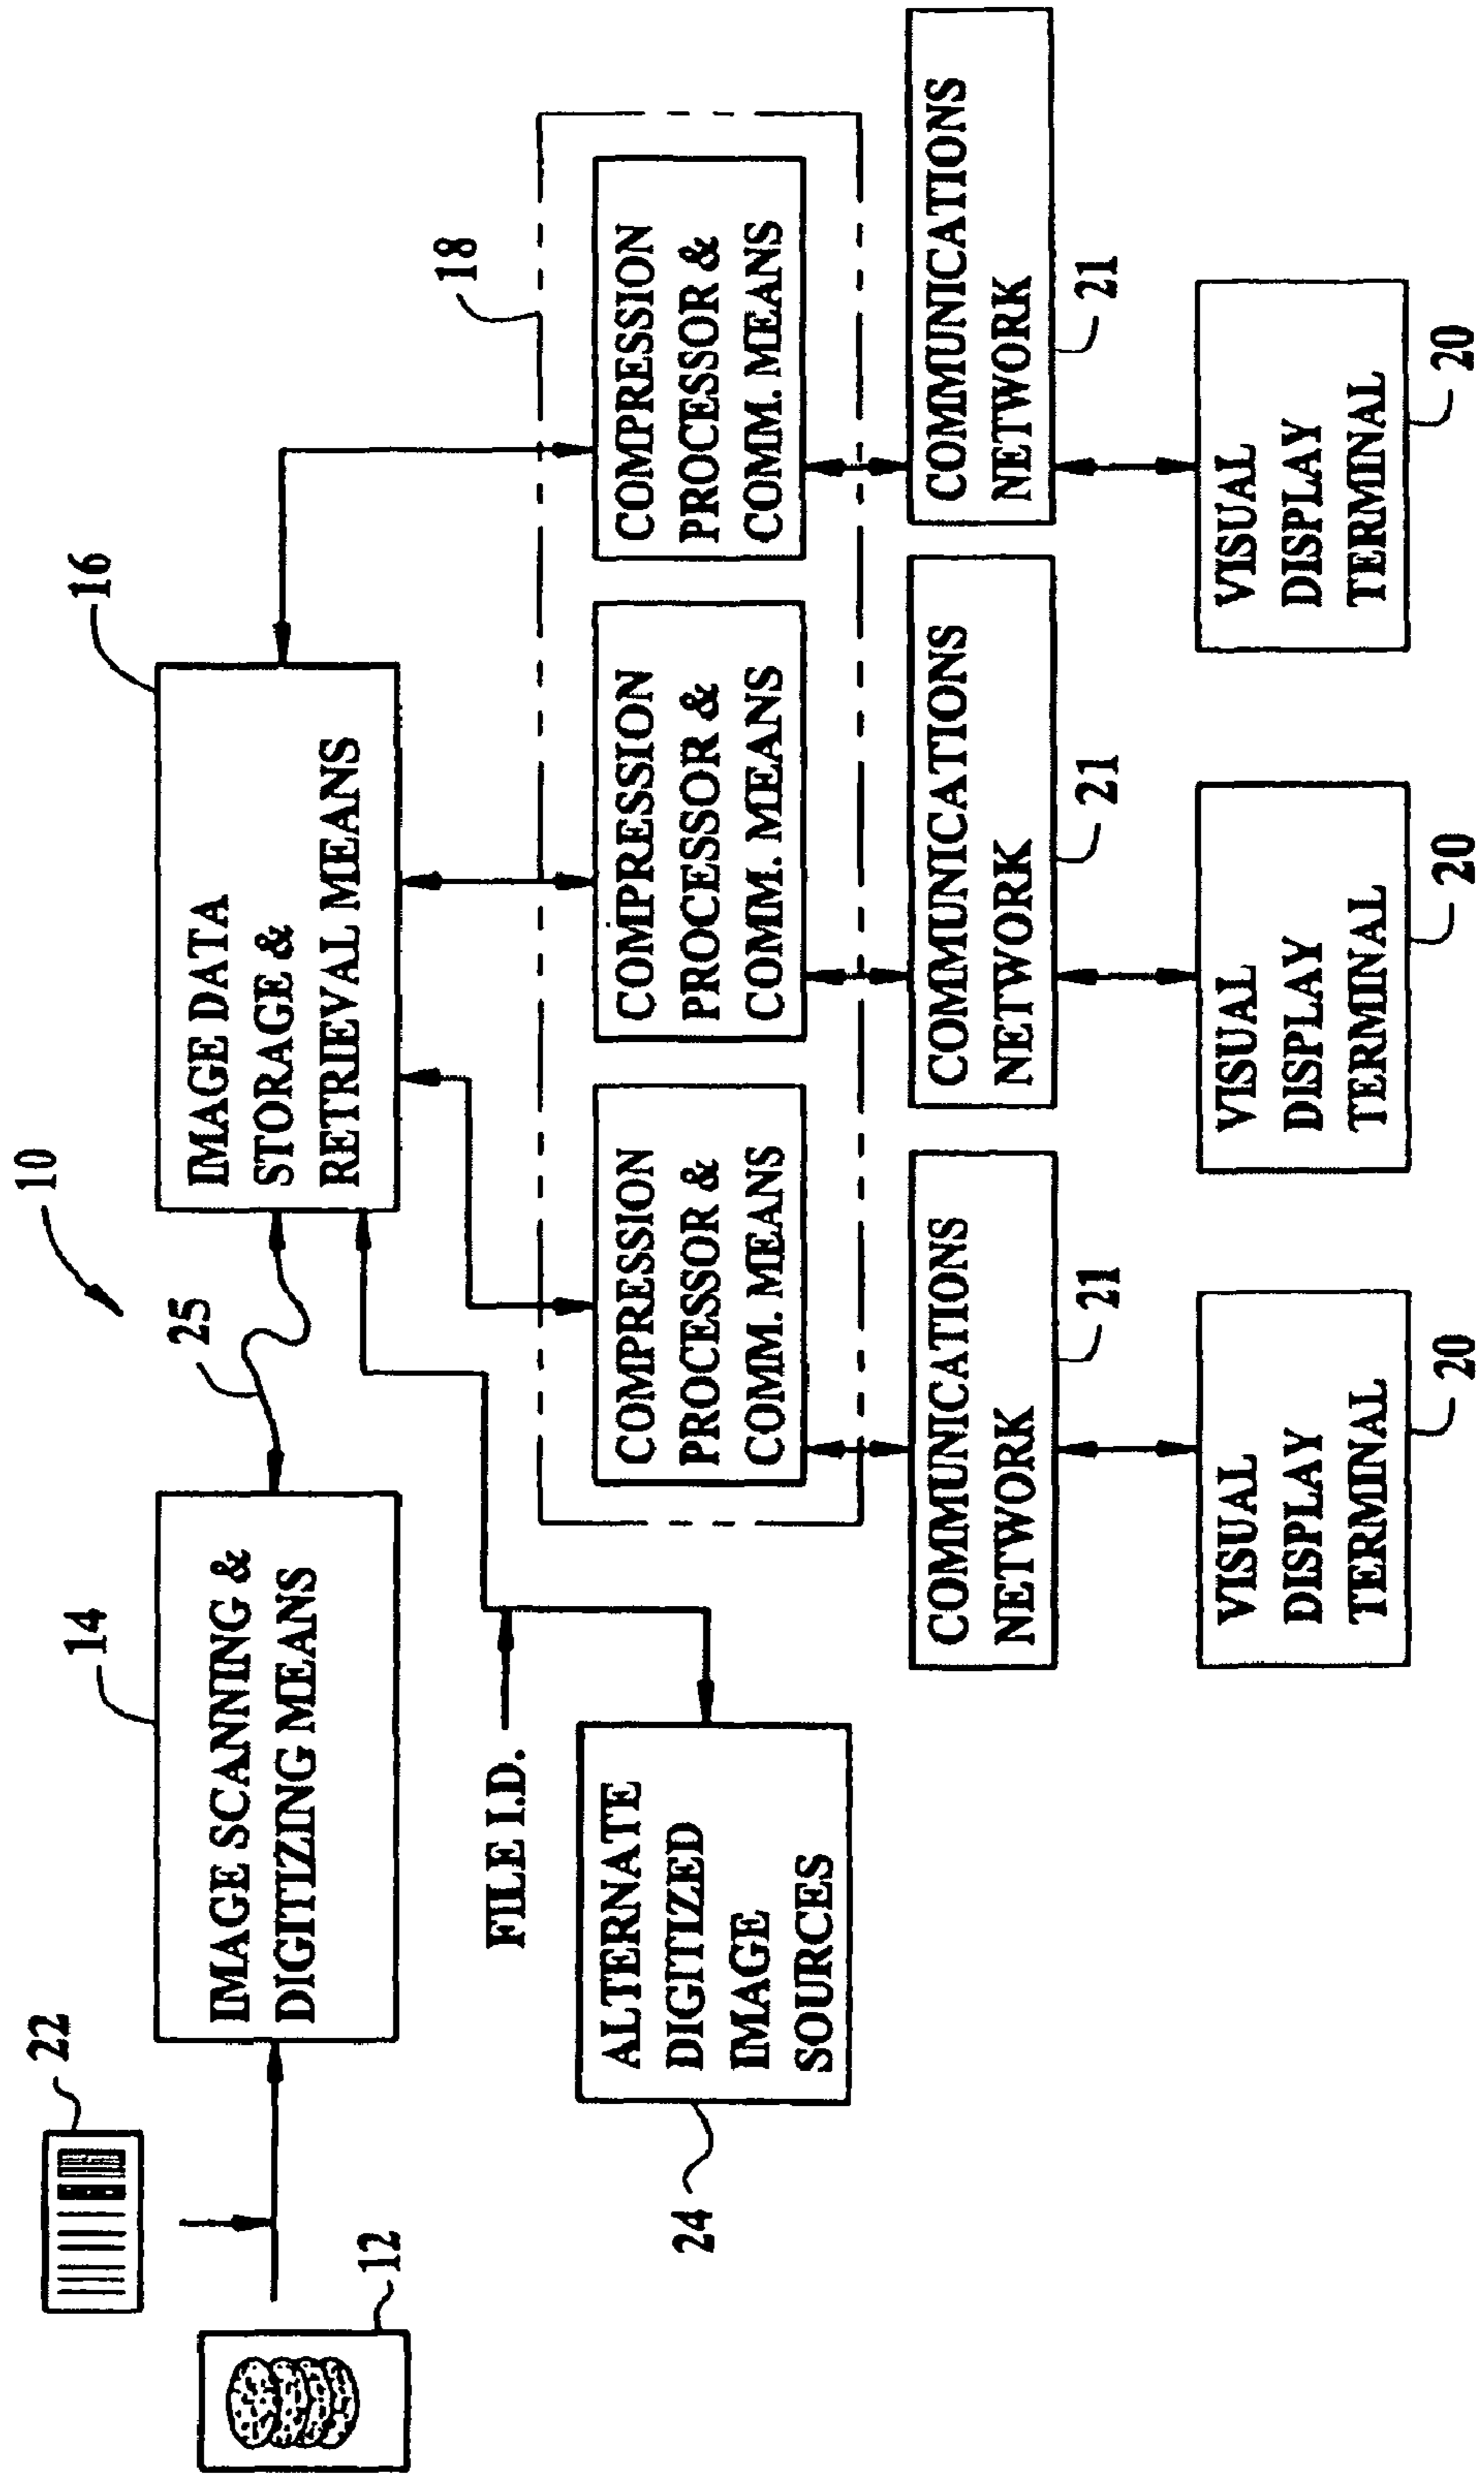 10
22
14
IMAGE SCANNING &
DIGITIZING MEANS
25
16
IMAGE DATA
STORAGE &
RETRIEVAL MEANS
12
FILE I.D.
18
24
ALTERNATE
DIGITIZED
IMAGE
SOURCES
COMPRESSION
PROCESSOR &
COMM. MEANS
COMPRESSION
PROCESSOR &
COMM. MEANS
COMPRESSION
PROCESSOR &
COMM. MEANS
COMMUNICATIONS
NETWORK
21
COMMUNICATIONS
NETWORK
21
COMMUNICATIONS
NETWORK
21
VISUAL
DISPLAY
TERMINAL
20
VISUAL
DISPLAY
TERMINAL
20
VISUAL
DISPLAY
TERMINAL
20